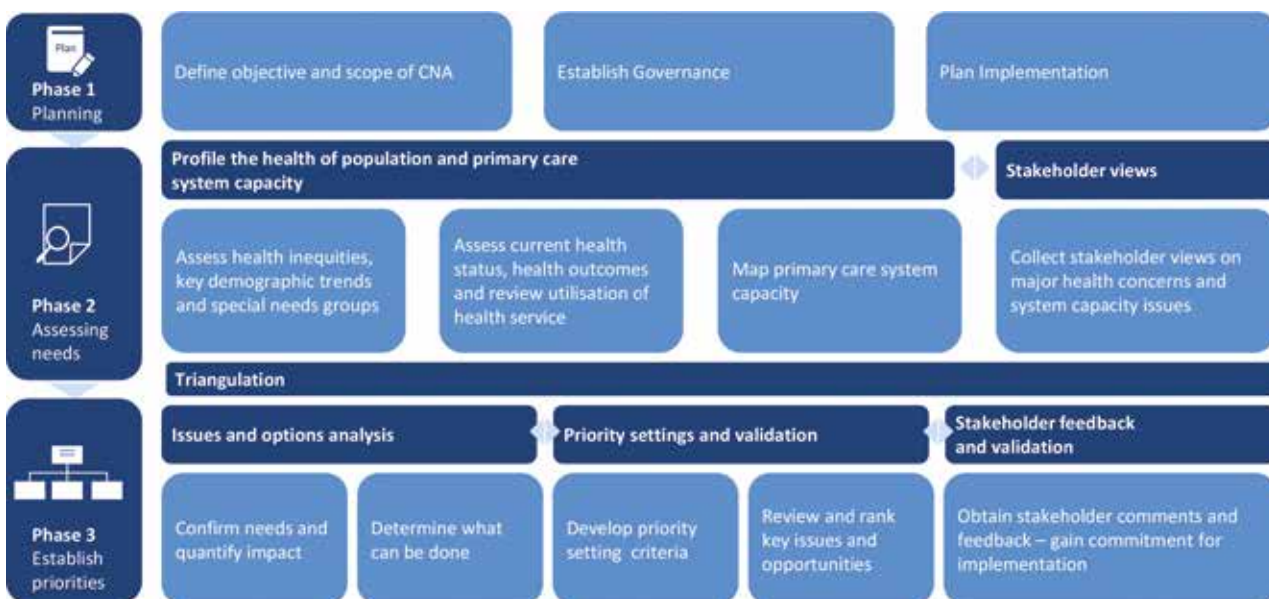 Plan
Phase 1
Planning
Define objective and scope of CNA
Establish Governance
Plan Implementation
Phase 2
Assessing
needs
Profile the health of population and primary care
system capacity
Stakeholder views
Assess health inequities,
key demographic trends
and special needs groups
Assess current health
status, health outcomes
and review utilisation of
health service
Map primary care system
capacity
Collect stakeholder views on
major health concerns and
system capacity issues
Triangulation
Phase 3
Establish
priorities
Issues and options analysis
Priority settings and validation
Stakeholder feedback
and validation
Confirm needs and
quantify impact
Determine what
can be done
Develop priority
setting criteria
Review and rank
key issues and
opportunities
Obtain stakeholder comments and
feedback – gain commitment for
implementation